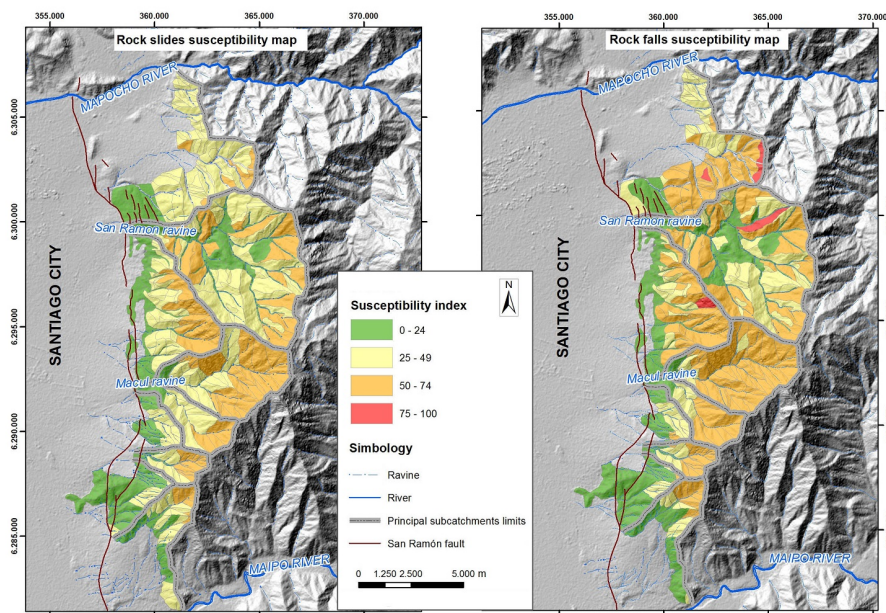 355.000 360.000 365.000 370.000
355.000 360.000 365.000 370.000
Rock slides susceptibility map
Rock falls susceptibility map
MAPOCHO RIVER
MAPOCHO RIVER
6.305.000
6.300.000
6.295.000
6.290.000
6.285.000
San Ramon ravine
San Ramon ravine
SANTIAGO CITY
SANTIAGO CITY
Macul ravine
Macul ravine
MAIPO RIVER
MAIPO RIVER
N
Susceptibility index
0 - 24
25 - 49
50 - 74
75 - 100
Simbology
Ravine
River
Principal subcatchments limits
San Ramón fault
0 1.250 2.500 5.000 m